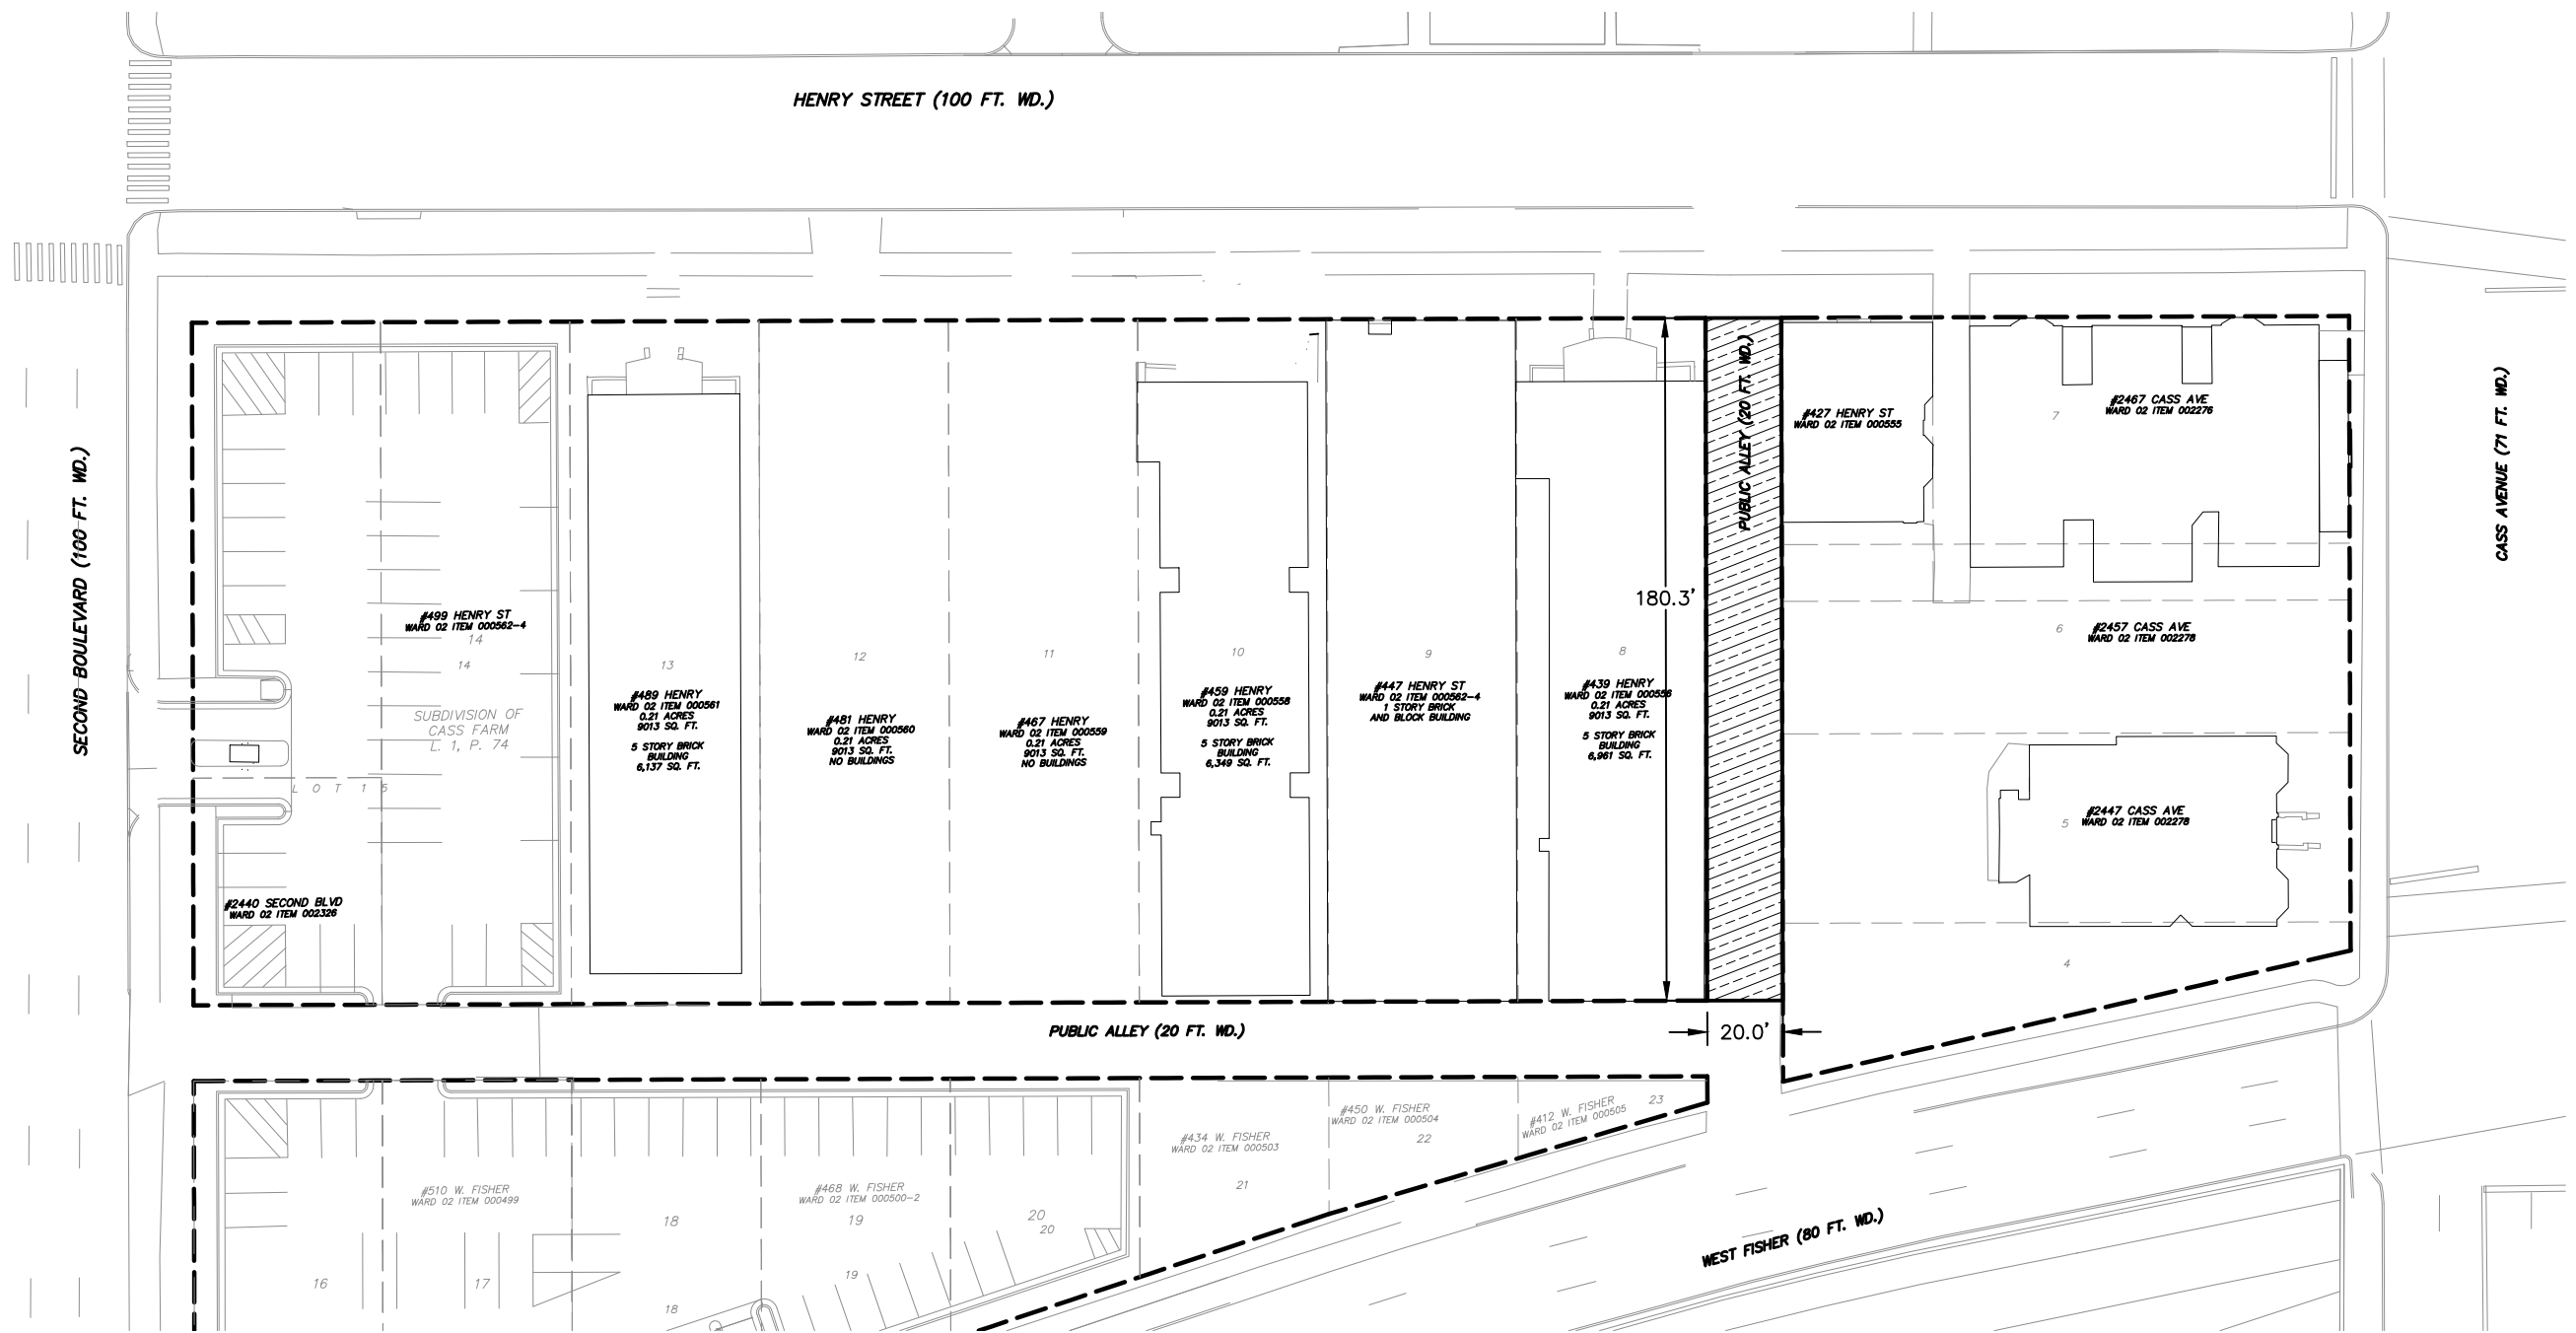 HENRY STREET (100 FT. WD.)
SECOND BOULEVARD (100 FT. WD.)
CASS AVENUE (71 FT. WD.)
PUBLIC ALLEY (20 FT. WD.)
#427 HENRY ST
WARD 02 ITEM 000555
7
#2467 CASS AVE
WARD 02 ITEM 002276
180.3'
#499 HENRY ST
WARD 02 ITEM 000562-4
14
14
SUBDIVISION OF
CASS FARM
L. 1, P. 74
LOT 15
#2440 SECOND BLVD
WARD 02 ITEM 002326
13
#489 HENRY
WARD 02 ITEM 000561
0.21 ACRES
9013 SQ. FT.
5 STORY BRICK
BUILDING
6,137 SQ. FT.
12
#481 HENRY
WARD 02 ITEM 000560
0.21 ACRES
9013 SQ. FT.
NO BUILDINGS
11
#467 HENRY
WARD 02 ITEM 000559
0.21 ACRES
9013 SQ. FT.
NO BUILDINGS
10
#459 HENRY
WARD 02 ITEM 000558
0.21 ACRES
9013 SQ. FT.
5 STORY BRICK
BUILDING
6,349 SQ. FT.
9
#447 HENRY ST
WARD 02 ITEM 000562-4
1 STORY BRICK
AND BLOCK BUILDING
8
#439 HENRY
WARD 02 ITEM 000556
0.21 ACRES
9013 SQ. FT.
5 STORY BRICK
BUILDING
6,961 SQ. FT.
6
#2457 CASS AVE
WARD 02 ITEM 002278
5
#2447 CASS AVE
WARD 02 ITEM 002278
4
PUBLIC ALLEY (20 FT. WD.)
20.0'
#510 W. FISHER
WARD 02 ITEM 000499
16
17
18
18
#468 W. FISHER
WARD 02 ITEM 000500-2
19
19
20
20
#434 W. FISHER
WARD 02 ITEM 000503
21
#450 W. FISHER
WARD 02 ITEM 000504
22
#412 W. FISHER
WARD 02 ITEM 000505
23
WEST FISHER (80 FT. WD.)